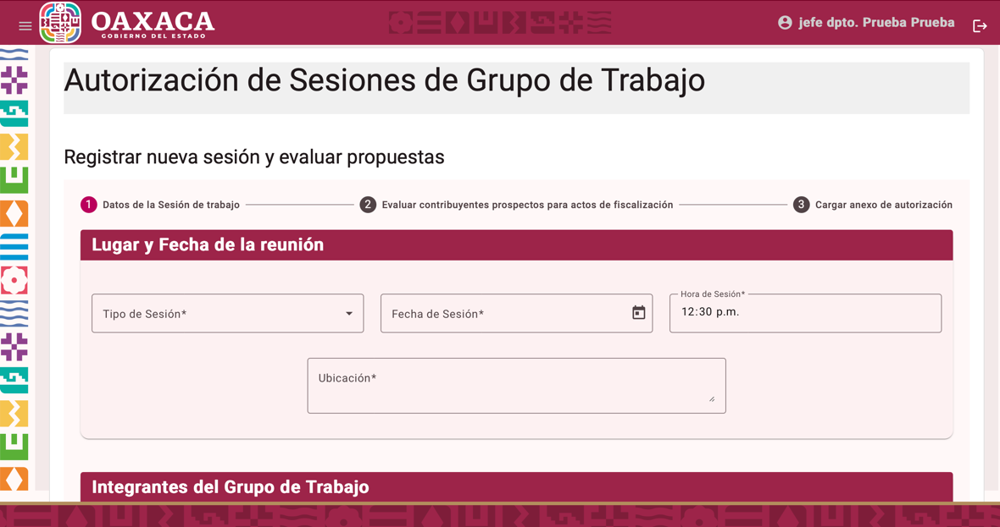 OAXACA
GOBIERNO DEL ESTADO
jefe dpto. Prueba Prueba
Autorización de Sesiones de Grupo de Trabajo
Registrar nueva sesión y evaluar propuestas
1 Datos de la Sesión de trabajo
2 Evaluar contribuyentes prospectos para actos de fiscalización
3 Cargar anexo de autorización
Lugar y Fecha de la reunión
Tipo de Sesión*
Fecha de Sesión*
Hora de Sesión*
12:30 p.m.
Ubicación*
Integrantes del Grupo de Trabajo